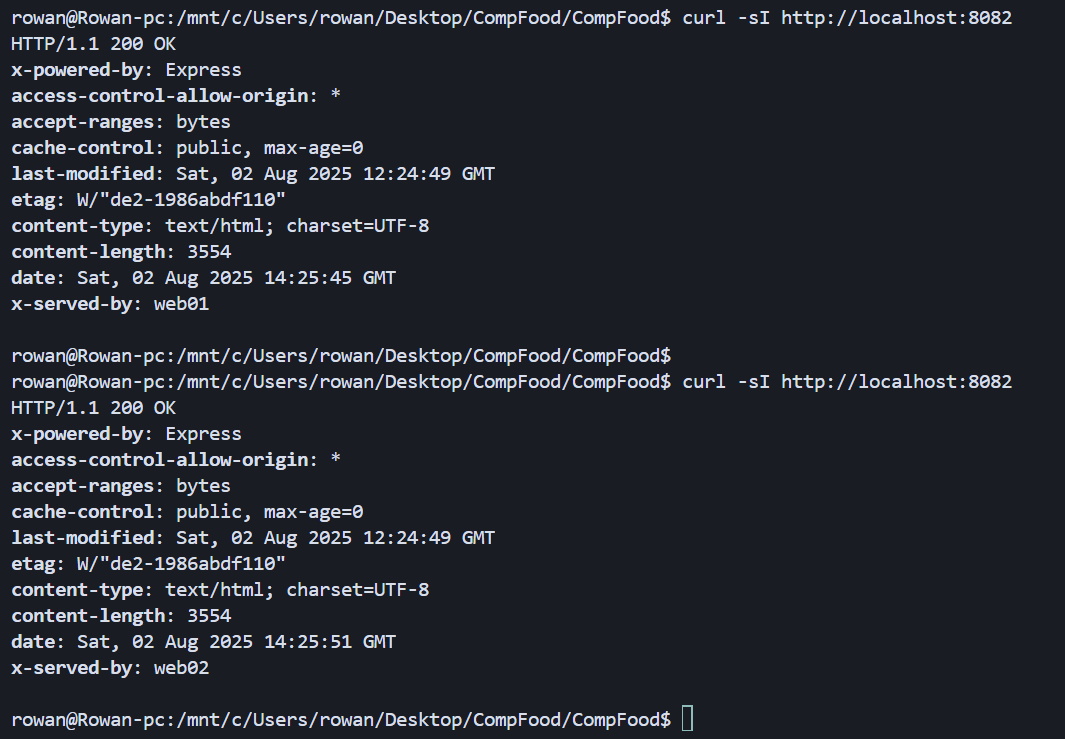 rowan@Rowan-pc:/mnt/c/Users/rowan/Desktop/CompFood/CompFood$ curl -sI http://localhost:8082
HTTP/1.1 200 OK
x-powered-by: Express
access-control-allow-origin: *
accept-ranges: bytes
cache-control: public, max-age=0
last-modified: Sat, 02 Aug 2025 12:24:49 GMT
etag: W/"de2-1986abdf110"
content-type: text/html; charset=UTF-8
content-length: 3554
date: Sat, 02 Aug 2025 14:25:45 GMT
x-served-by: web01
rowan@Rowan-pc:/mnt/c/Users/rowan/Desktop/CompFood/CompFood$
rowan@Rowan-pc:/mnt/c/Users/rowan/Desktop/CompFood/CompFood$ curl -sI http://localhost:8082
HTTP/1.1 200 OK
x-powered-by: Express
access-control-allow-origin: *
accept-ranges: bytes
cache-control: public, max-age=0
last-modified: Sat, 02 Aug 2025 12:24:49 GMT
etag: W/"de2-1986abdf110"
content-type: text/html; charset=UTF-8
content-length: 3554
date: Sat, 02 Aug 2025 14:25:51 GMT
x-served-by: web02
rowan@Rowan-pc:/mnt/c/Users/rowan/Desktop/CompFood/CompFood$